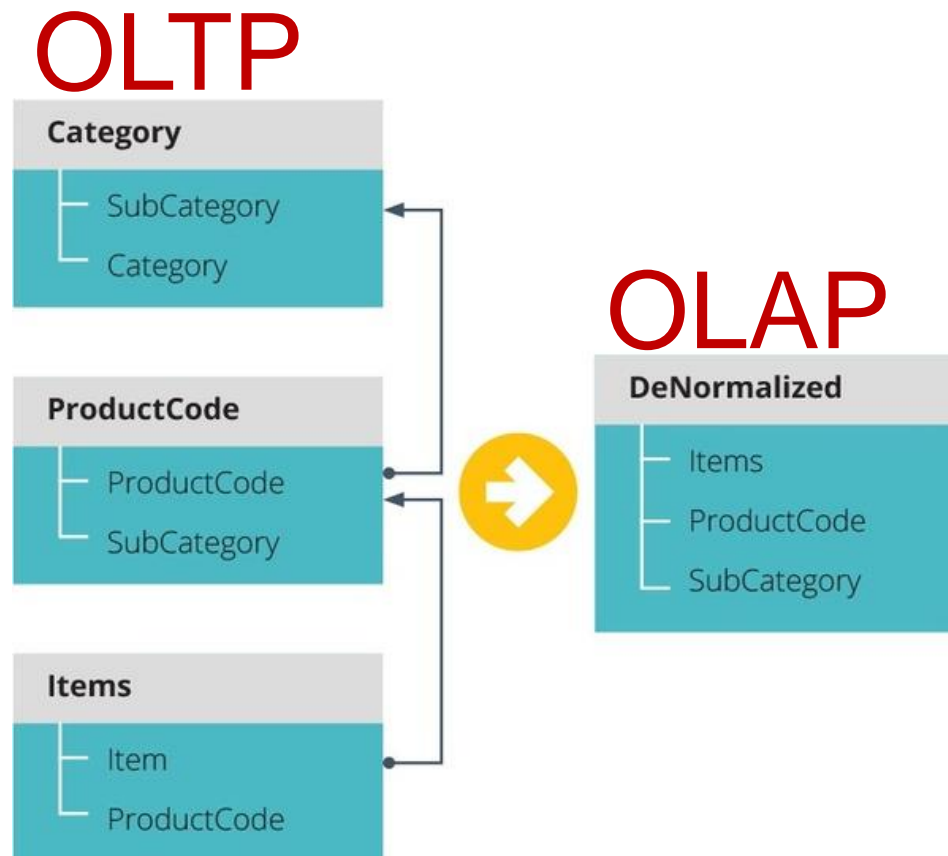 OLTP
Category
SubCategory
Category
ProductCode
ProductCode
SubCategory
Items
Item
ProductCode
OLAP
DeNormalized
Items
ProductCode
SubCategory